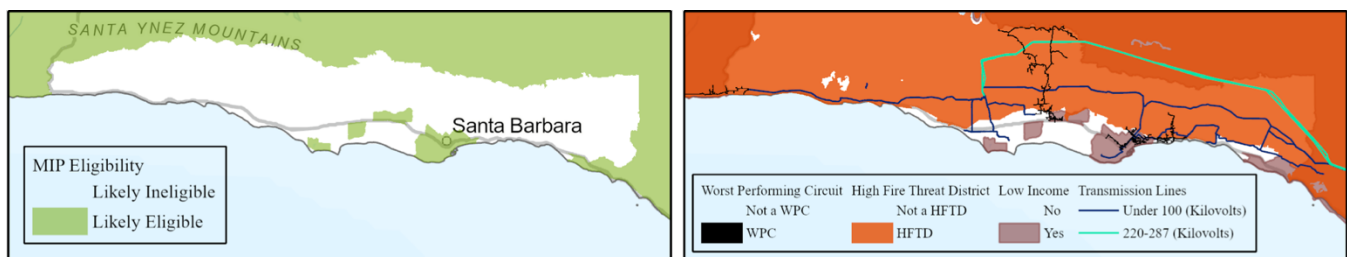 SANTA YNEZ MOUNTAINS
Santa Barbara
MIP Eligibility
Likely Ineligible
Likely Eligible
Worst Performing Circuit High Fire Threat District Low Income Transmission Lines
Not a WPC Not a HFTD No Under 100 (Kilovolts)
WPC HFTD Yes 220-287 (Kilovolts)